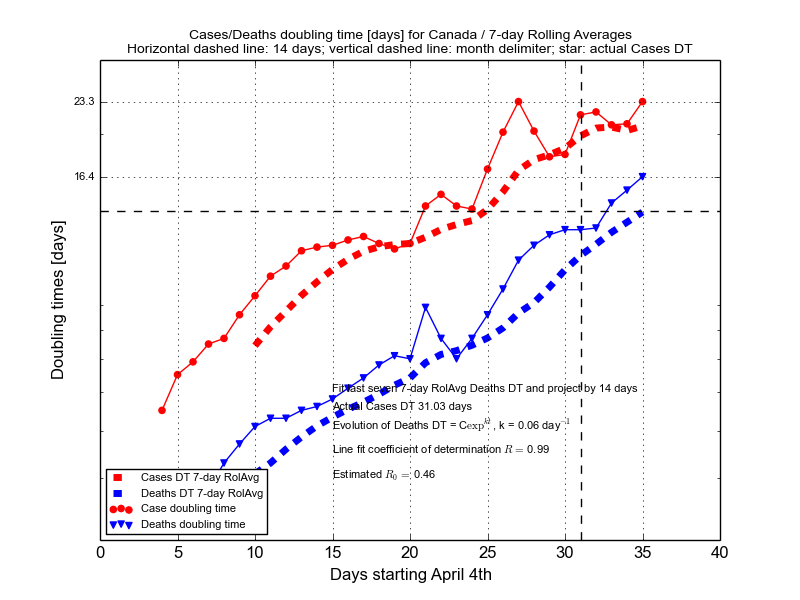 Cases/Deaths doubling time [days] for Canada / 7-day Rolling Averages
Horizontal dashed line: 14 days; vertical dashed line: month delimiter; star: actual Cases DT
23.3
16.4
Doubling times [days]
Fit last seven 7-day RolAvg Deaths DT and project by 14 days
Actual Cases DT 31.03 days
Evolution of Deaths DT = Cexp^{kt}, k = 0.06 day^{-1}
Line fit coefficient of determination R = 0.99
Estimated R_0 = 0.46
Cases DT 7-day RolAvg
Deaths DT 7-day RolAvg
Case doubling time
Deaths doubling time
0 5 10 15 20 25 30 35 40
Days starting April 4th